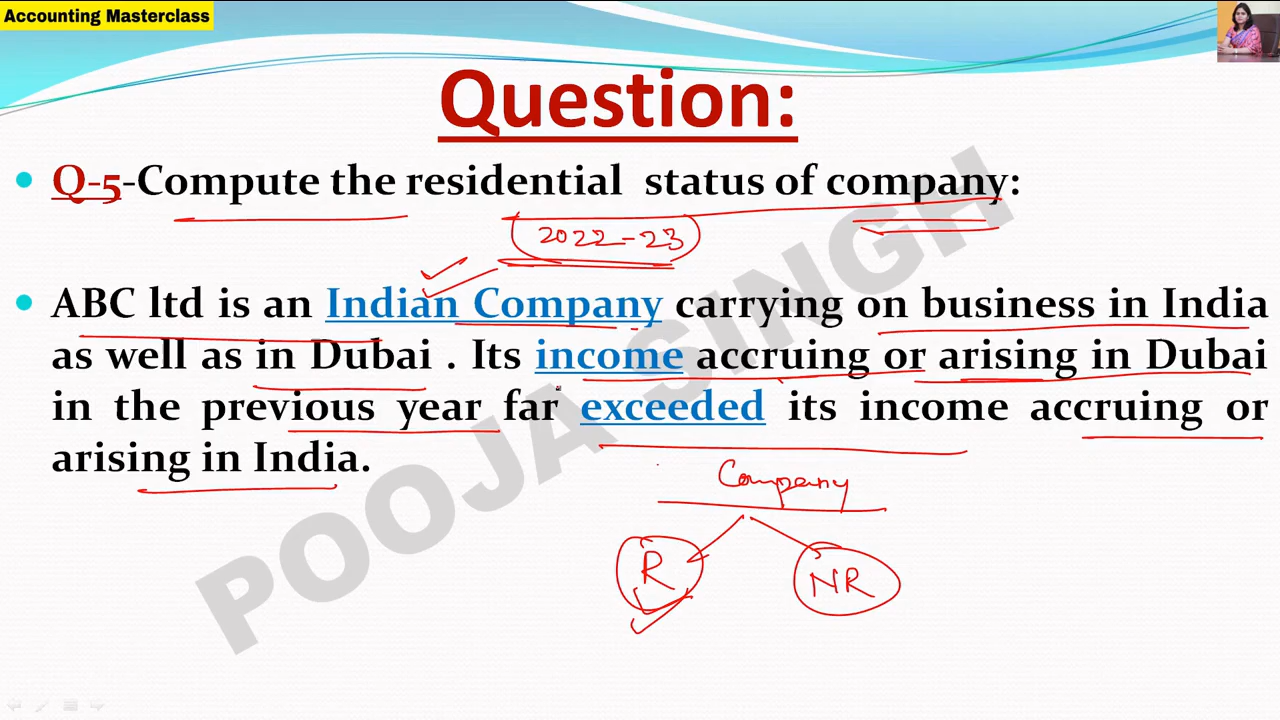 Accounting Masterclass
Question:
Q-5-Compute the residential status of company:
2022-23
ABC ltd is an Indian Company carrying on business in India
as well as in Dubai . Its income accruing or arising in Dubai
in the previous year far exceeded its income accruing or
arising in India.
Company
R
NR
POOJA SINGH